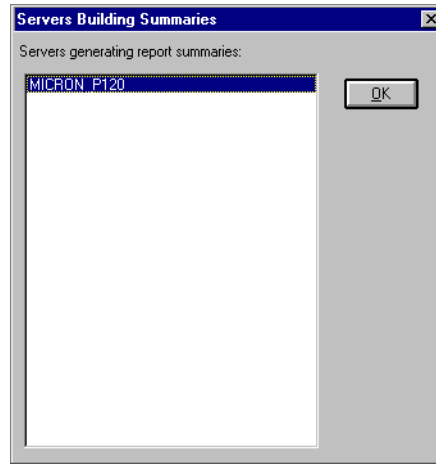 Servers Building Summaries
Servers generating report summaries:
MICRON_P120
OK